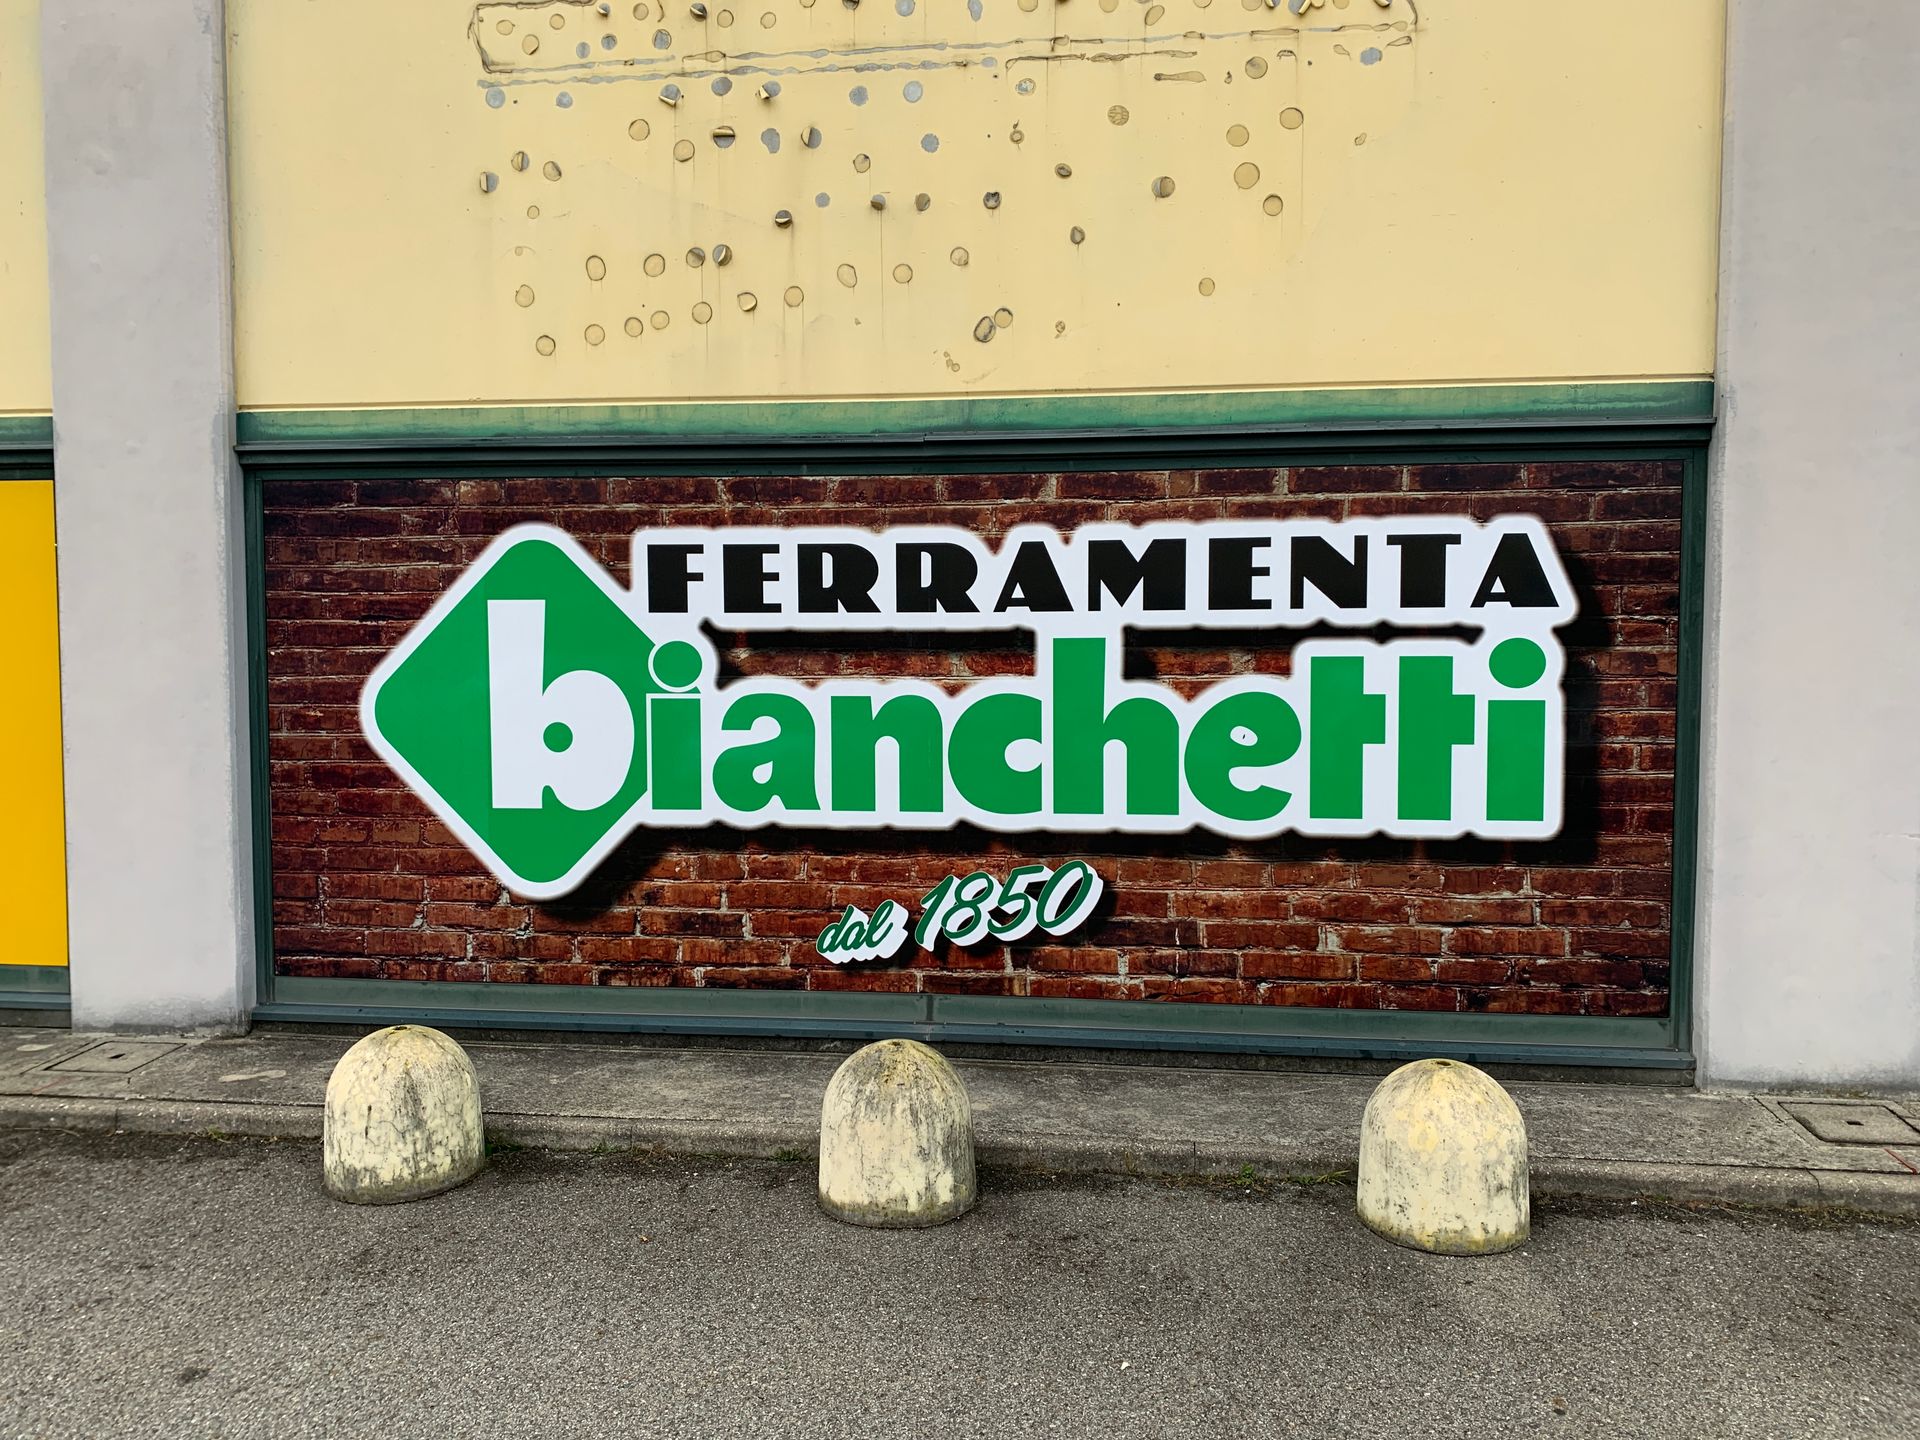 FERRAMENTA
bianchetti
dal 1850